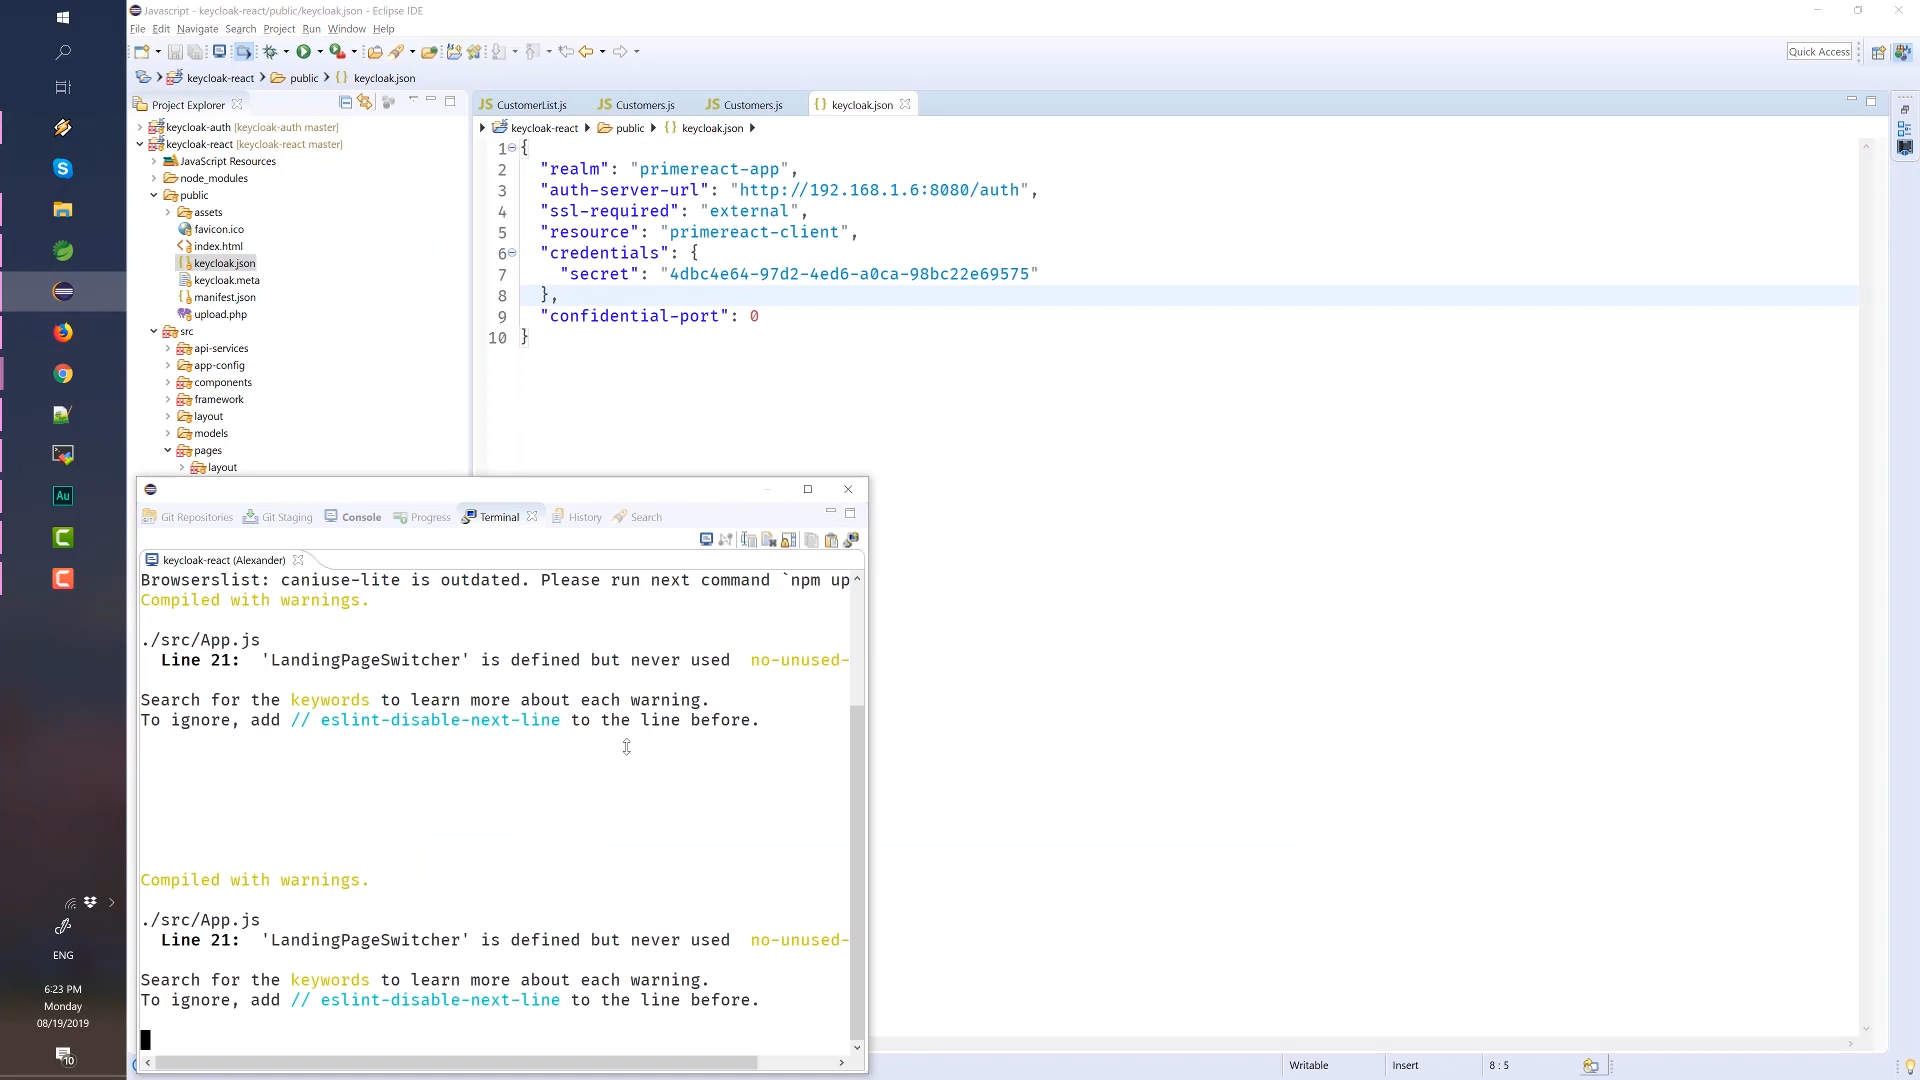 Javascript - keycloak-react/public/keycloak.json - Eclipse IDE
File Edit Navigate Search Project Run Window Help
Quick Access
keycloak-react public keycloak.json
Project Explorer
keycloak-auth [keycloak-auth master]
keycloak-react [keycloak-react master]
JavaScript Resources
node_modules
public
assets
favicon.ico
index.html
keycloak.json
keycloak.meta
manifest.json
upload.php
src
api-services
app-config
components
framework
layout
models
pages
layout
JS CustomerList.js JS Customers.js JS Customers.js {} keycloak.json
keycloak-react public {} keycloak.json
1 {
2 "realm": "primereact-app",
3 "auth-server-url": "http://192.168.1.6:8080/auth",
4 "ssl-required": "external",
5 "resource": "primereact-client",
6 "credentials": {
7 "secret": "4dbc4e64-97d2-4ed6-a0ca-98bc22e69575"
8 },
9 "confidential-port": 0
10 }
Git Repositories Git Staging Console Progress Terminal History Search
keycloak-react (Alexander)
Browserslist: caniuse-lite is outdated. Please run next command `npm up
Compiled with warnings.
./src/App.js
Line 21: 'LandingPageSwitcher' is defined but never used no-unused-
Search for the keywords to learn more about each warning.
To ignore, add // eslint-disable-next-line to the line before.
Compiled with warnings.
./src/App.js
Line 21: 'LandingPageSwitcher' is defined but never used no-unused-
Search for the keywords to learn more about each warning.
To ignore, add // eslint-disable-next-line to the line before.
Writable Insert 8 : 5
Au
ENG
6:23 PM
Monday
08/19/2019
10